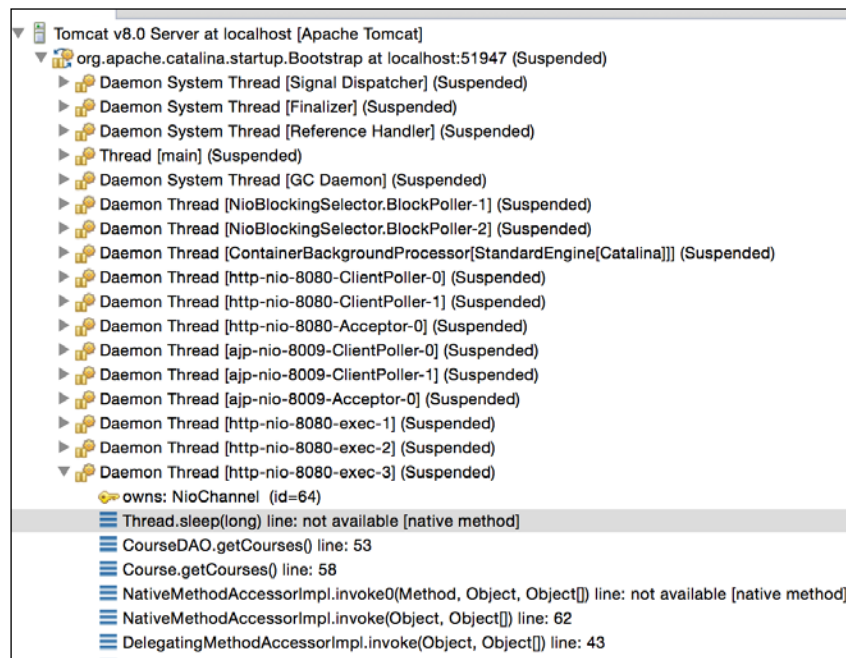 Tomcat v8.0 Server at localhost [Apache Tomcat]
org.apache.catalina.startup.Bootstrap at localhost:51947 (Suspended)
Daemon System Thread [Signal Dispatcher] (Suspended)
Daemon System Thread [Finalizer] (Suspended)
Daemon System Thread [Reference Handler] (Suspended)
Thread [main] (Suspended)
Daemon System Thread [GC Daemon] (Suspended)
Daemon Thread [NioBlockingSelector.BlockPoller-1] (Suspended)
Daemon Thread [NioBlockingSelector.BlockPoller-2] (Suspended)
Daemon Thread [ContainerBackgroundProcessor[StandardEngine[Catalina]]] (Suspended)
Daemon Thread [http-nio-8080-ClientPoller-0] (Suspended)
Daemon Thread [http-nio-8080-ClientPoller-1] (Suspended)
Daemon Thread [http-nio-8080-Acceptor-0] (Suspended)
Daemon Thread [ajp-nio-8009-ClientPoller-0] (Suspended)
Daemon Thread [ajp-nio-8009-ClientPoller-1] (Suspended)
Daemon Thread [ajp-nio-8009-Acceptor-0] (Suspended)
Daemon Thread [http-nio-8080-exec-1] (Suspended)
Daemon Thread [http-nio-8080-exec-2] (Suspended)
Daemon Thread [http-nio-8080-exec-3] (Suspended)
owns: NioChannel (id=64)
Thread.sleep(long) line: not available [native method]
CourseDAO.getCourses() line: 53
Course.getCourses() line: 58
NativeMethodAccessorImpl.invoke0(Method, Object, Object[]) line: not available [native method]
NativeMethodAccessorImpl.invoke(Object, Object[]) line: 62
DelegatingMethodAccessorImpl.invoke(Object, Object[]) line: 43